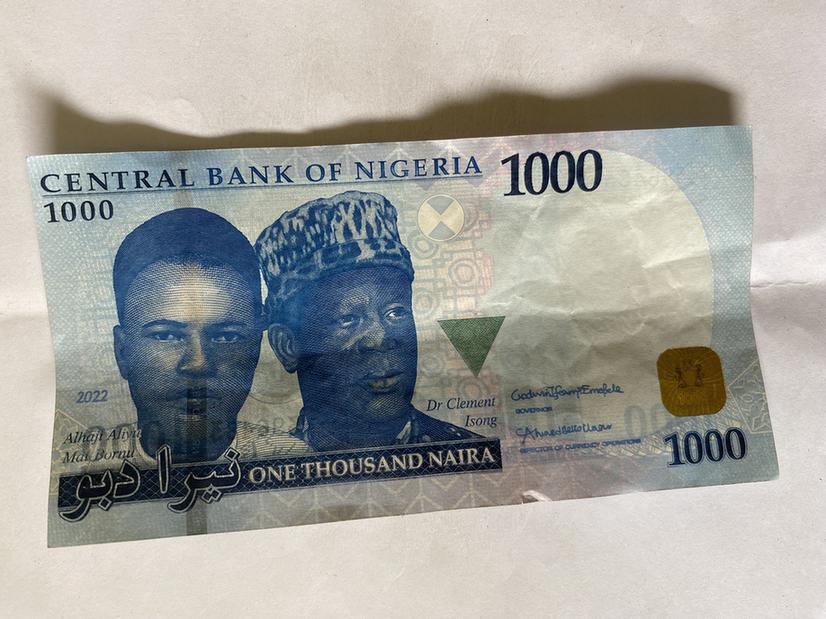 CENTRAL BANK OF NIGERIA
1000
1000
2022
Alhaji Aliyu
Mai Bornu
Dr Clement
Isong
GOVERNOR
DIRECTOR OF CURRENCY OPERATIONS
نيرا دبو
ONE THOUSAND NAIRA
1000